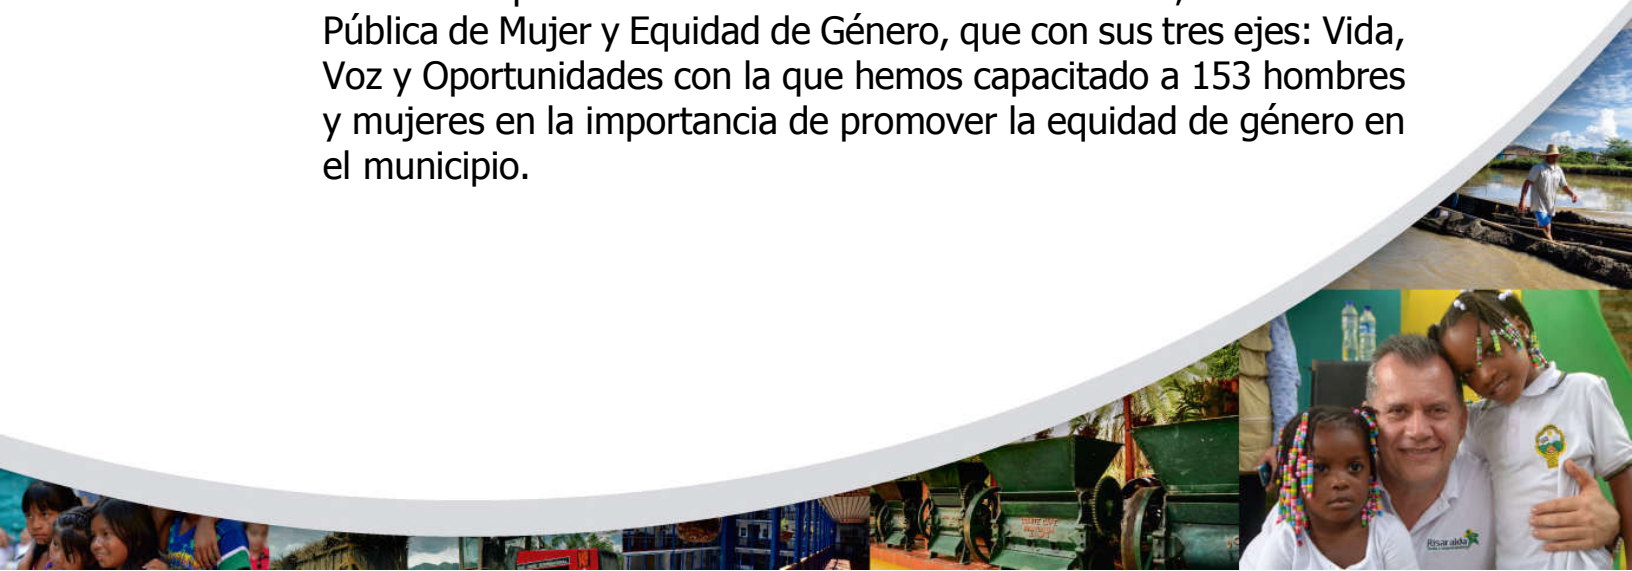 Pública de Mujer y Equidad de Género, que con sus tres ejes: Vida,
Voz y Oportunidades con la que hemos capacitado a 153 hombres
y mujeres en la importancia de promover la equidad de género en
el municipio.
Risaralda